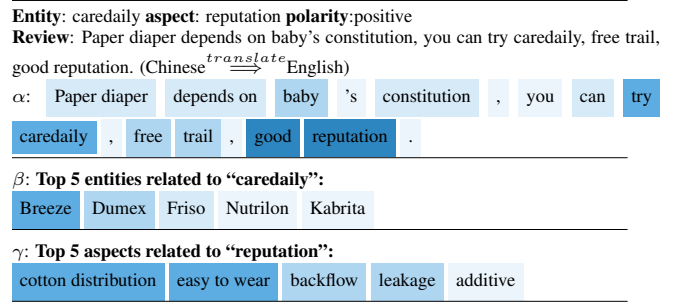 Entity: caredaily aspect: reputation polarity:positive
Review: Paper diaper depends on baby's constitution, you can try caredaily, free trail,
good reputation. (Chinese translate⟹ English)
α: Paper diaper depends on baby 's constitution , you can try
caredaily , free trail , good reputation .
β: Top 5 entities related to “caredaily”:
Breeze Dumex Friso Nutrilon Kabrita
γ: Top 5 aspects related to “reputation”:
cotton distribution easy to wear backflow leakage additive